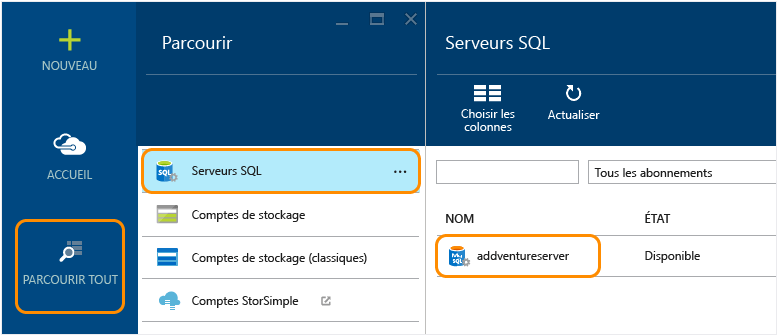 NOUVEAU
ACCUEIL
PARCOURIR TOUT
Parcourir
Serveurs SQL
Comptes de stockage
Comptes de stockage (classiques)
Comptes StorSimple
Serveurs SQL
Choisir les
colonnes
Actualiser
Tous les abonnements
NOM ÉTAT
addventureserver Disponible
SQL
My
SQL